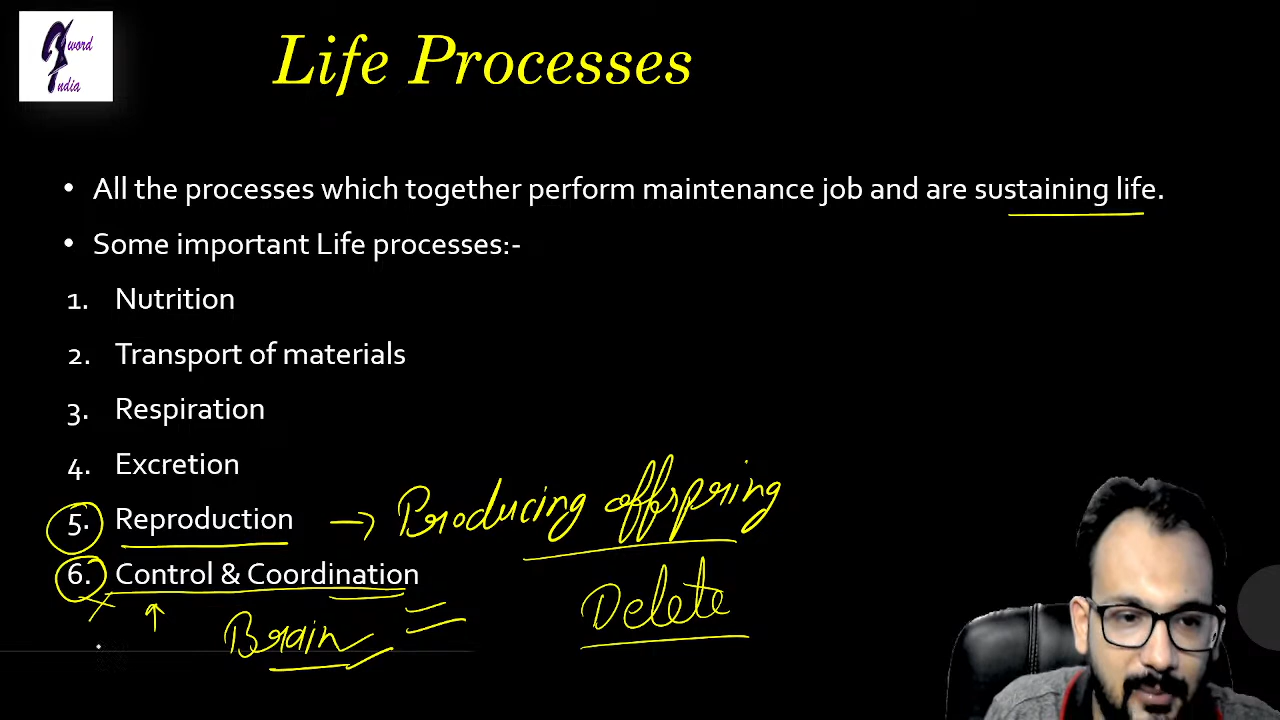 word
India
Life Processes
• All the processes which together perform maintenance job and are sustaining life.
• Some important Life processes:-
1. Nutrition
2. Transport of materials
3. Respiration
4. Excretion
5. Reproduction → Producing offspring
6. Control & Coordination
Brain
Delete